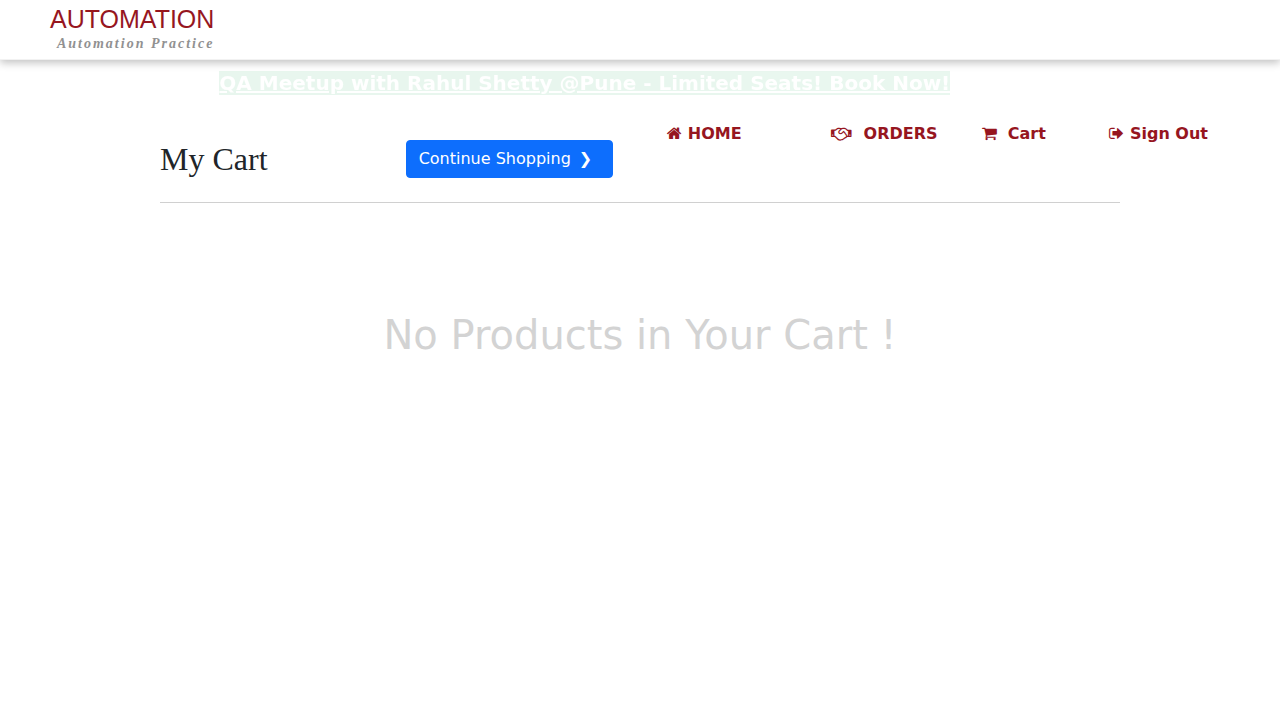 AUTOMATION
Automation Practice
QA Meetup with Rahul Shetty @Pune - Limited Seats! Book Now!
HOME
ORDERS
Cart
Sign Out
My Cart
Continue Shopping ❯
No Products in Your Cart !